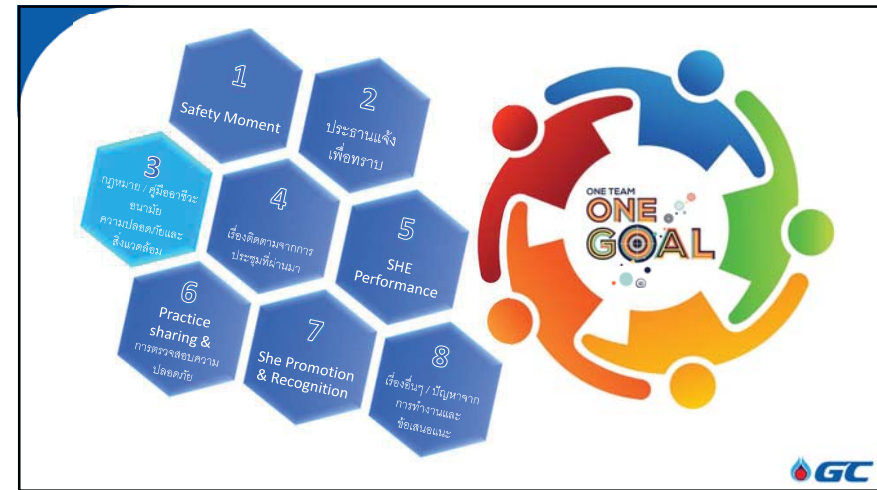 1
Safety Moment
2
ประธานแจ้ง
เพื่อทราบ
3
กฎหมาย / คู่มืออาชีวะ
อนามัย
ความปลอดภัยและ
สิ่งแวดล้อม
4
เรื่องติดตามจากการ
ประชุมที่ผ่านมา
5
SHE
Performance
6
Practice
sharing &
การตรวจสอบความ
ปลอดภัย
7
She Promotion
& Recognition
8
เรื่องอื่นๆ / ปัญหาจาก
การทำงานและ
ข้อเสนอแนะ
ONE TEAM
ONE
GOAL
GC